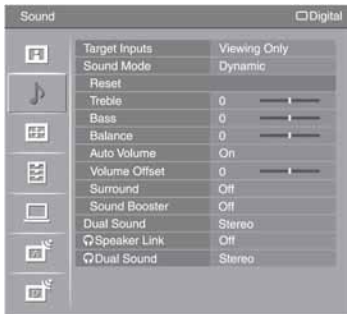 Sound Digital
Target Inputs Viewing Only
Sound Mode Dynamic
Reset
Treble 0
Bass 0
Balance 0
Auto Volume On
Volume Offset 0
Surround Off
Sound Booster Off
Dual Sound Stereo
Speaker Link Off
Dual Sound Stereo